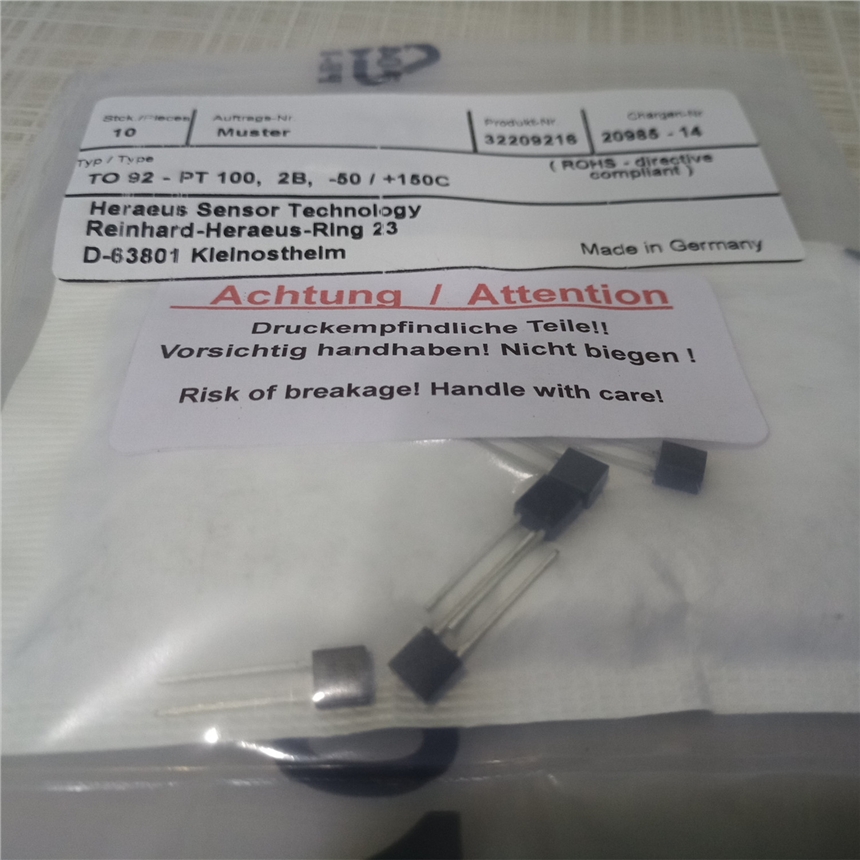 Stck./Pieces Auftrags-Nr. Produkt-Nr. Chargen-Nr
10 Muster 32209216 20985 - 14
Typ / Type
TO 92 - PT 100, 2B, -50 / +150C
( ROHS - directive
compliant )
Heraeus Sensor Technology
Reinhard-Heraeus-Ring 23
D-63801 Kleinostheim
Made in Germany
Achtung / Attention
Druckempfindliche Teile!!
Vorsichtig handhaben! Nicht biegen !
Risk of breakage! Handle with care!